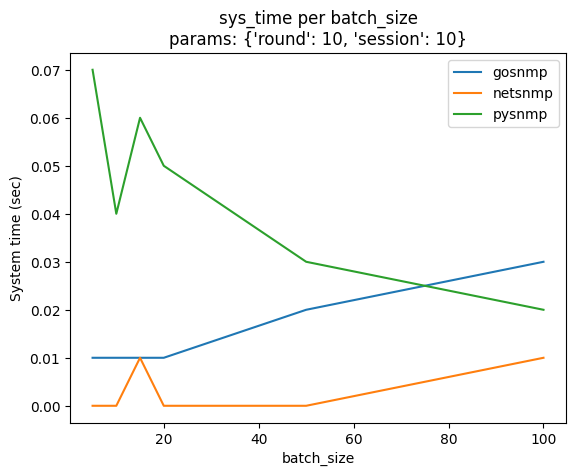 sys_time per batch_size
params: {'round': 10, 'session': 10}
gosnmp
netsnmp
pysnmp
System time (sec)
0.07
0.06
0.05
0.04
0.03
0.02
0.01
0.00
20
40
60
80
100
batch_size